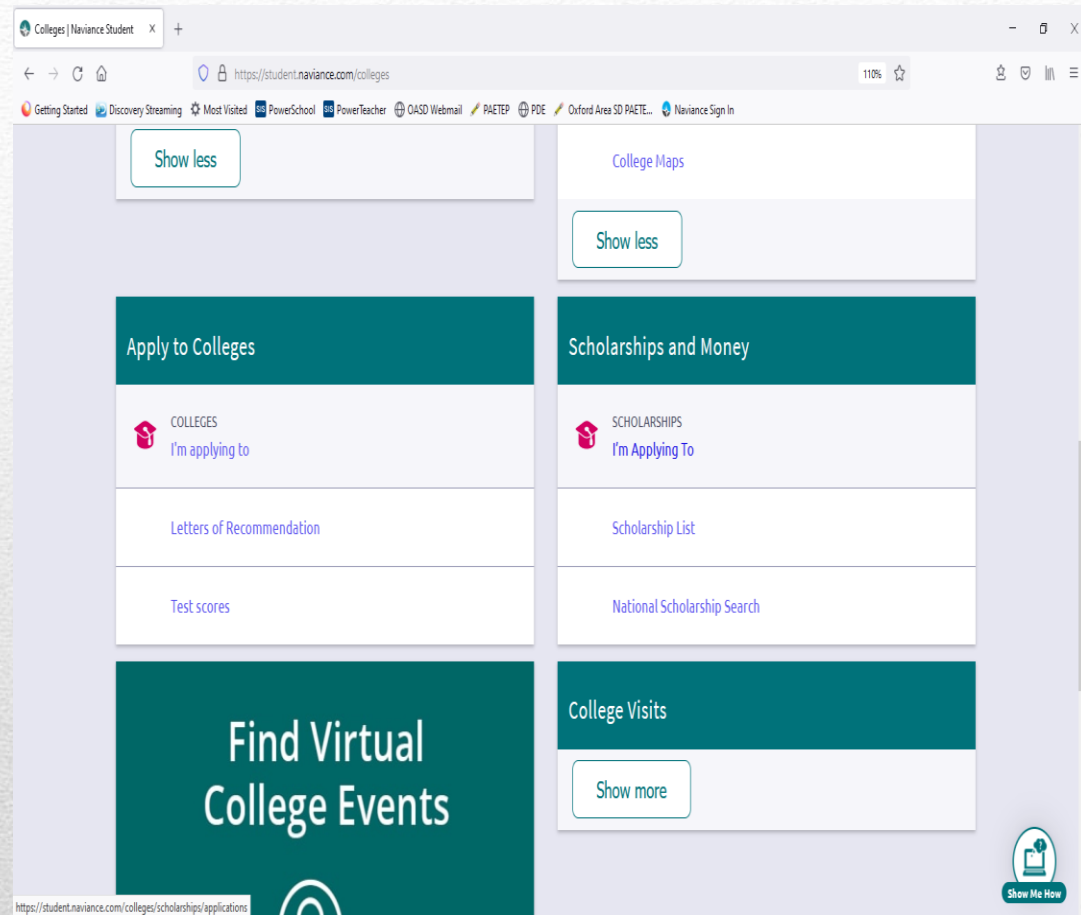 Colleges | Naviance Student X +
https://student.naviance.com/colleges 110%
Getting Started Discovery Streaming Most Visited SIS PowerSchool SIS PowerTeacher OASD Webmail PAETEP PDE Oxford Area SD PAETE... Naviance Sign In
Show less
College Maps
Show less
Apply to Colleges
COLLEGES
I'm applying to
Letters of Recommendation
Test scores
Scholarships and Money
SCHOLARSHIPS
I'm Applying To
Scholarship List
National Scholarship Search
Find Virtual
College Events
College Visits
Show more
Show Me How
https://student.naviance.com/colleges/scholarships/applications